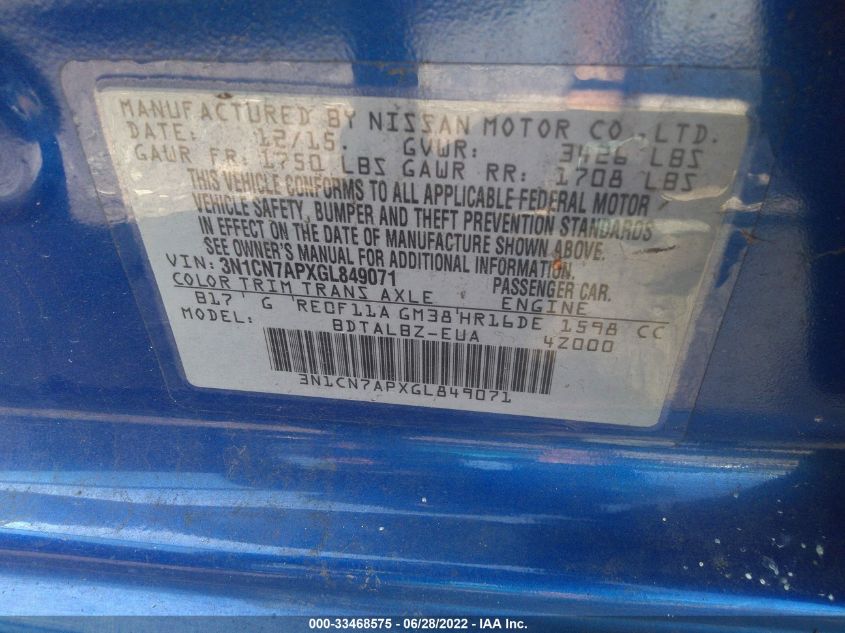 MANUFACTURED BY NISSAN MOTOR CO.,LTD.
DATE: 12/15. GVWR: 3426 LBS
GAWR FR: 1750 LBS GAWR RR: 1708 LBS
THIS VEHICLE CONFORMS TO ALL APPLICABLE FEDERAL MOTOR
VEHICLE SAFETY, BUMPER AND THEFT PREVENTION STANDARDS
IN EFFECT ON THE DATE OF MANUFACTURE SHOWN ABOVE.
SEE OWNER'S MANUAL FOR ADDITIONAL INFORMATION.
VIN: 3N1CN7APXGL849071 PASSENGER CAR.
COLOR TRIM TRANS AXLE ENGINE
B17 G RE0F11A GM38 HR16DE 1598 CC
MODEL: BDTALBZ-EUA 4Z000
3N1CN7APXGL849071
000-33468575 / 06/28/2022 - IAA Inc.